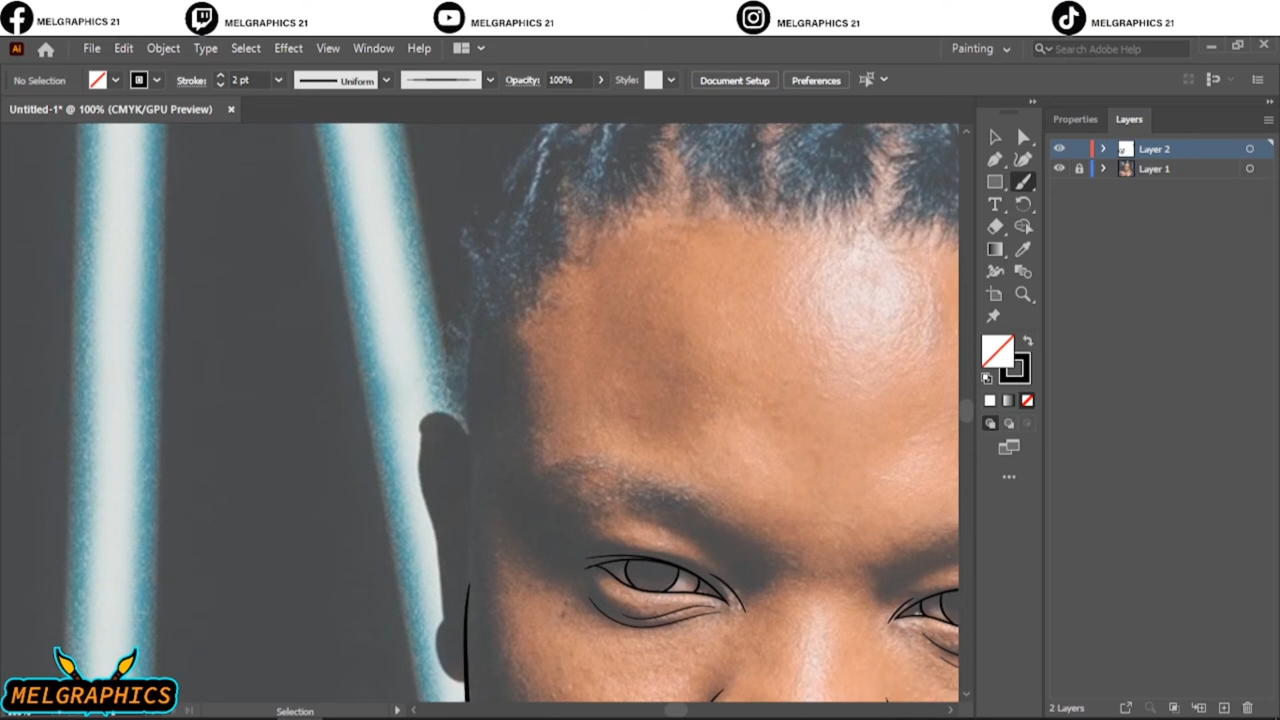 MELGRAPHICS 21
MELGRAPHICS 21
MELGRAPHICS 21
MELGRAPHICS 21
MELGRAPHICS 21
Ai File Edit Object Type Select Effect View Window Help Painting Search Adobe Help
No Selection Stroke: 2 pt Uniform Opacity: 100% Style: Document Setup Preferences
Untitled-1* @ 100% (CMYK/GPU Preview)
Properties Layers
Layer 2
Layer 1
MELGRAPHICS
Selection
2 Layers